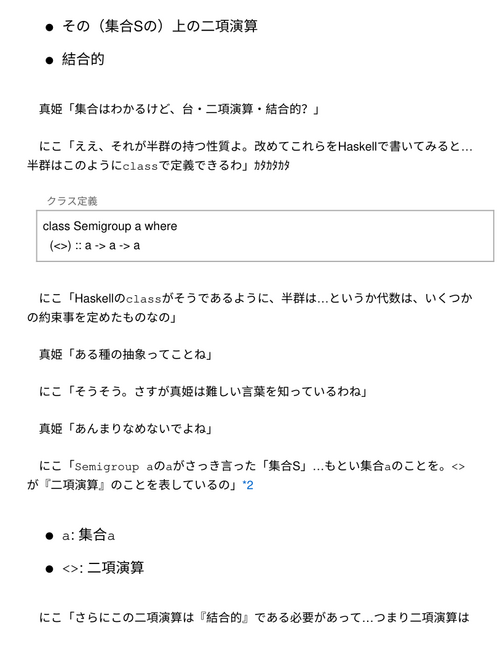 ● その（集合Sの）上の二項演算
● 結合的
真姫「集合はわかるけど、台・二項演算・結合的？」
にこ「ええ、それが半群の持つ性質よ。改めてこれらをHaskellで書いてみると…
半群はこのようにclassで定義できるわ」ｶﾀｶﾀｶﾀ
クラス定義
class Semigroup a where
(<>) :: a -> a -> a
にこ「Haskellのclassがそうであるように、半群は…というか代数は、いくつか
の約束事を定めたものなの」
真姫「ある種の抽象ってことね」
にこ「そうそう。さすが真姫は難しい言葉を知っているわね」
真姫「あんまりなめないでよね」
にこ「Semigroup aのaがさっき言った「集合S」…もとい集合aのことを。<>
が『二項演算』のことを表しているの」*2
● a: 集合a
● <>: 二項演算
にこ「さらにこの二項演算は『結合的』である必要があって…つまり二項演算は